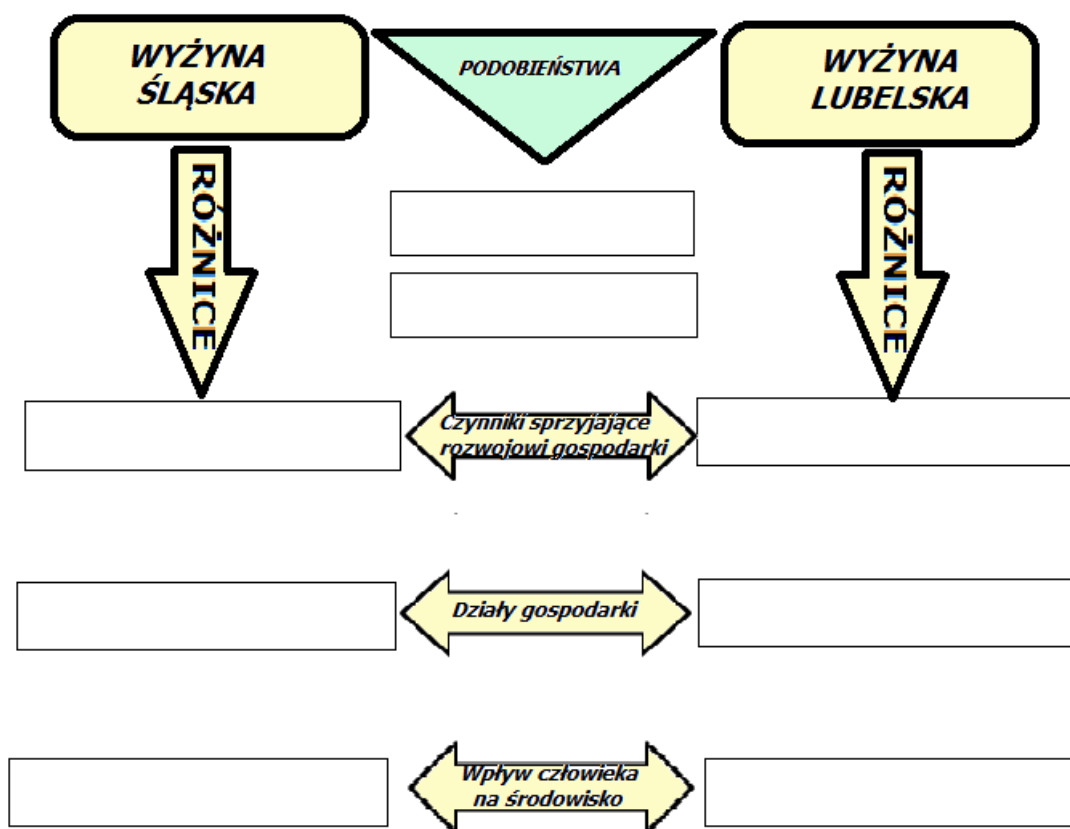 WYŻYNA
ŚLĄSKA
PODOBIEŃSTWA
WYŻYNA
LUBELSKA
RÓŻNICE
RÓŻNICE
Czynniki sprzyjające
rozwojowi gospodarki
Działy gospodarki
Wpływ człowieka
na środowisko